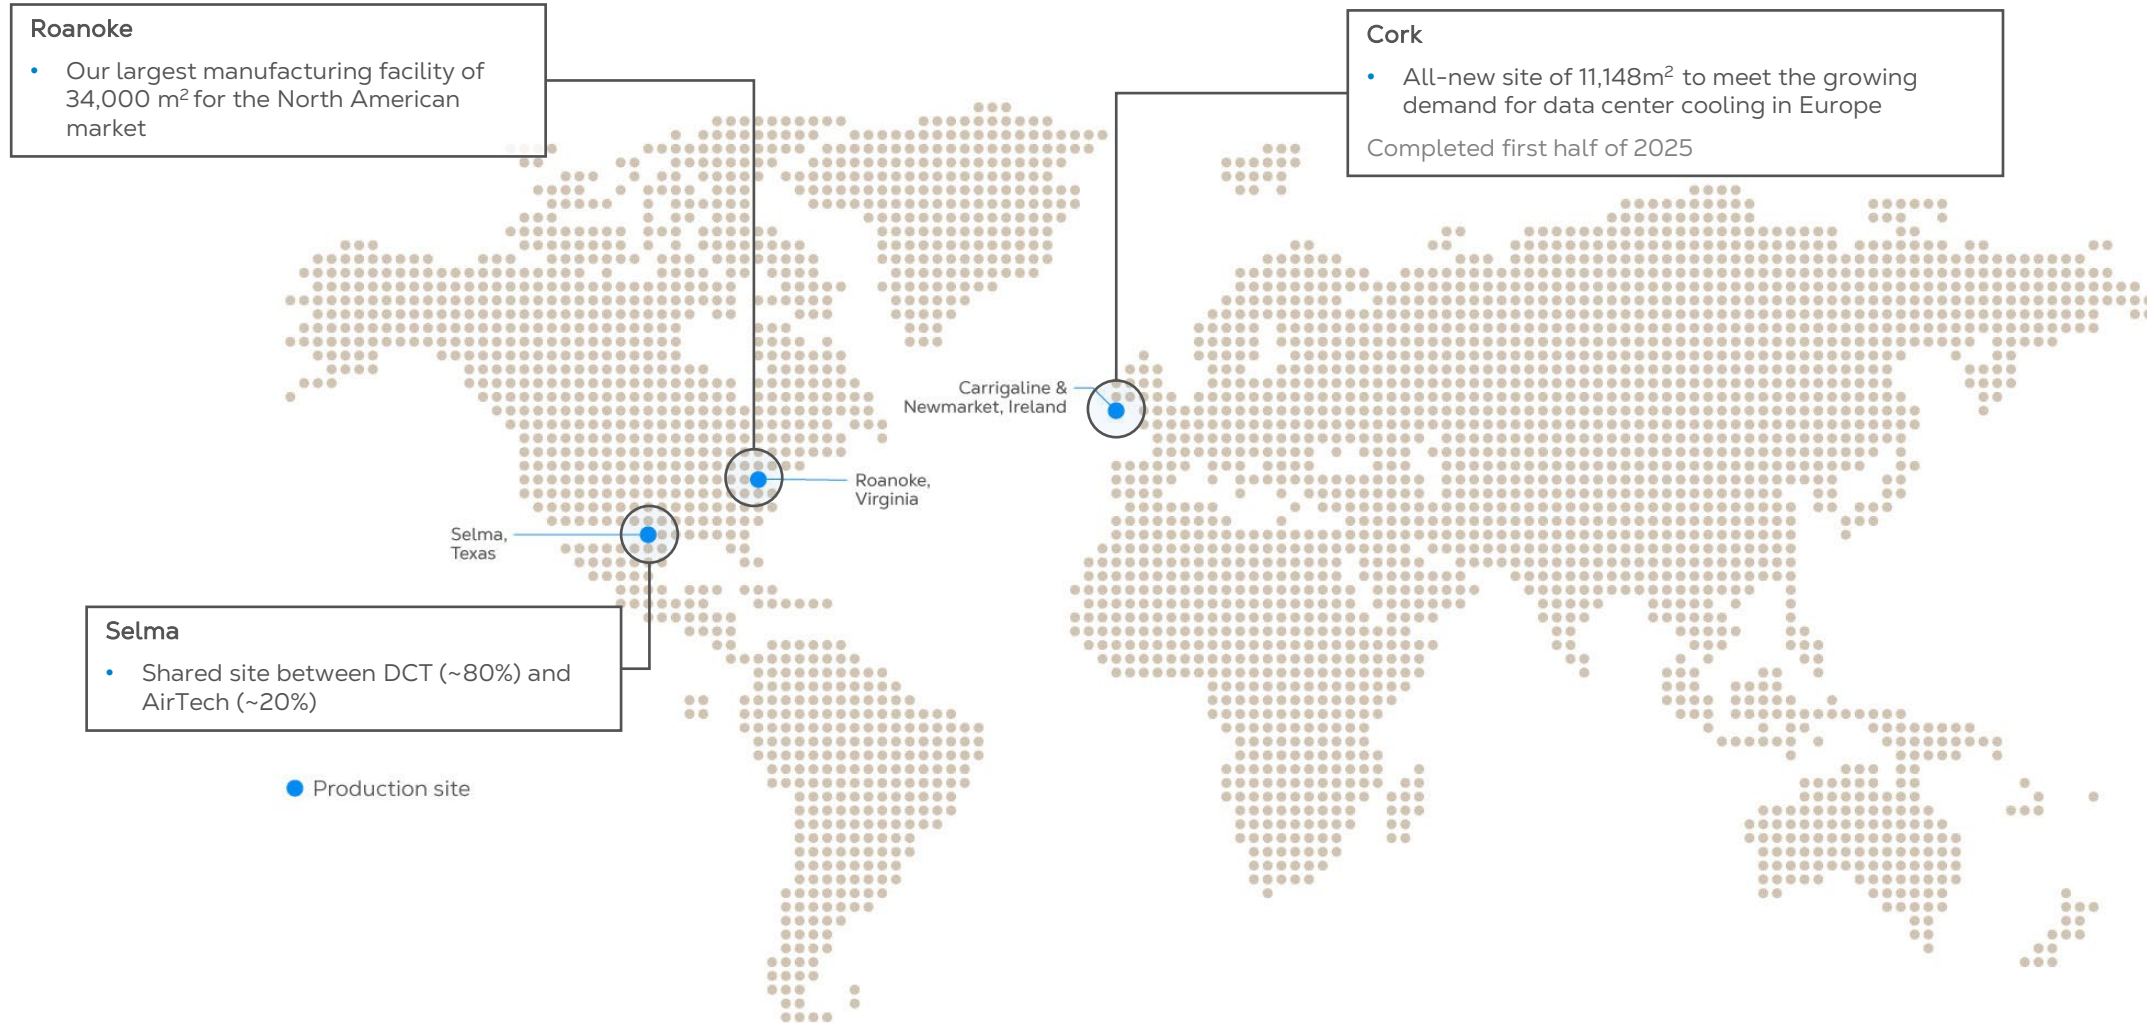 Roanoke
• Our largest manufacturing facility of
34,000 m² for the North American
market
Cork
• All-new site of 11,148m² to meet the growing
demand for data center cooling in Europe
Completed first half of 2025
Carrigaline &
Newmarket, Ireland
Roanoke,
Virginia
Selma,
Texas
Selma
• Shared site between DCT (~80%) and
AirTech (~20%)
Production site